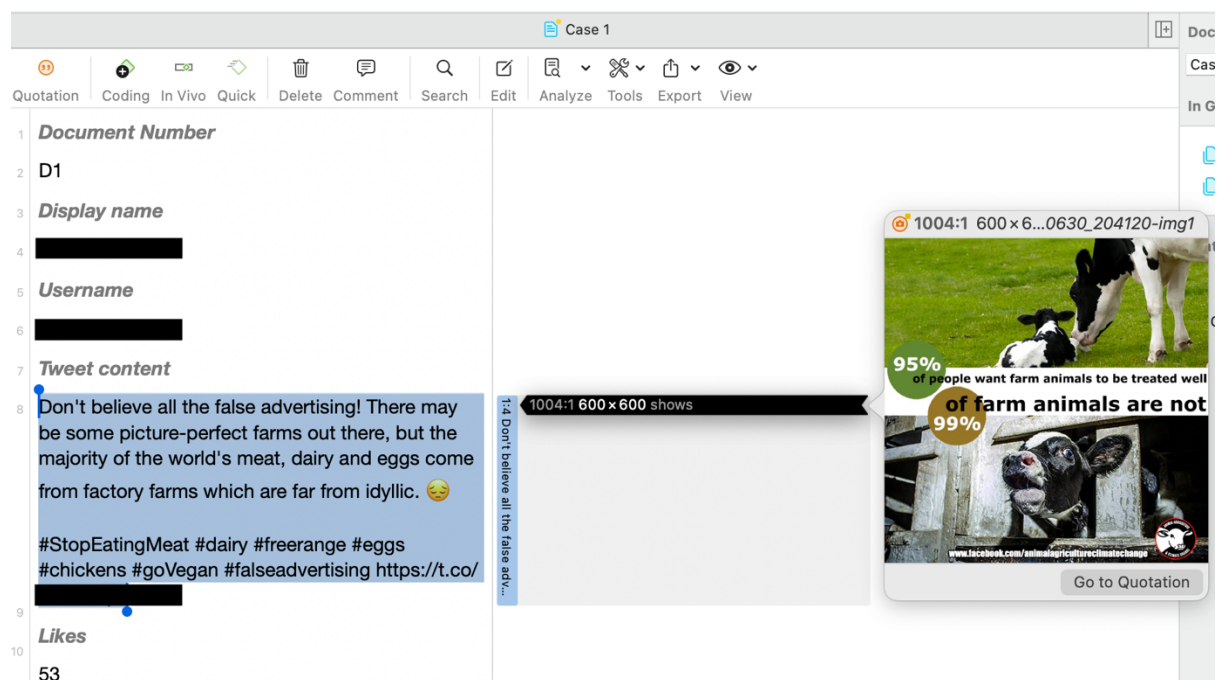 Case 1
Doc
Quotation Coding In Vivo Quick Delete Comment Search Edit Analyze Tools Export View
Cas
In G
1 Document Number
2 D1
3 Display name
4
5 Username
6
7 Tweet content
8 Don't believe all the false advertising! There may
be some picture-perfect farms out there, but the
majority of the world's meat, dairy and eggs come
from factory farms which are far from idyllic. 😔
#StopEatingMeat #dairy #freerange #eggs
#chickens #goVegan #falseadvertising https://t.co/
9
Likes
10
53
1:4 Don't believe all the false adv...
1004:1 600×600 shows
1004:1 600×6...0630_204120-img1
95%
of people want farm animals to be treated well
of farm animals are not
99%
www.facebook.com/animalagricultureclimatechange
Go to Quotation